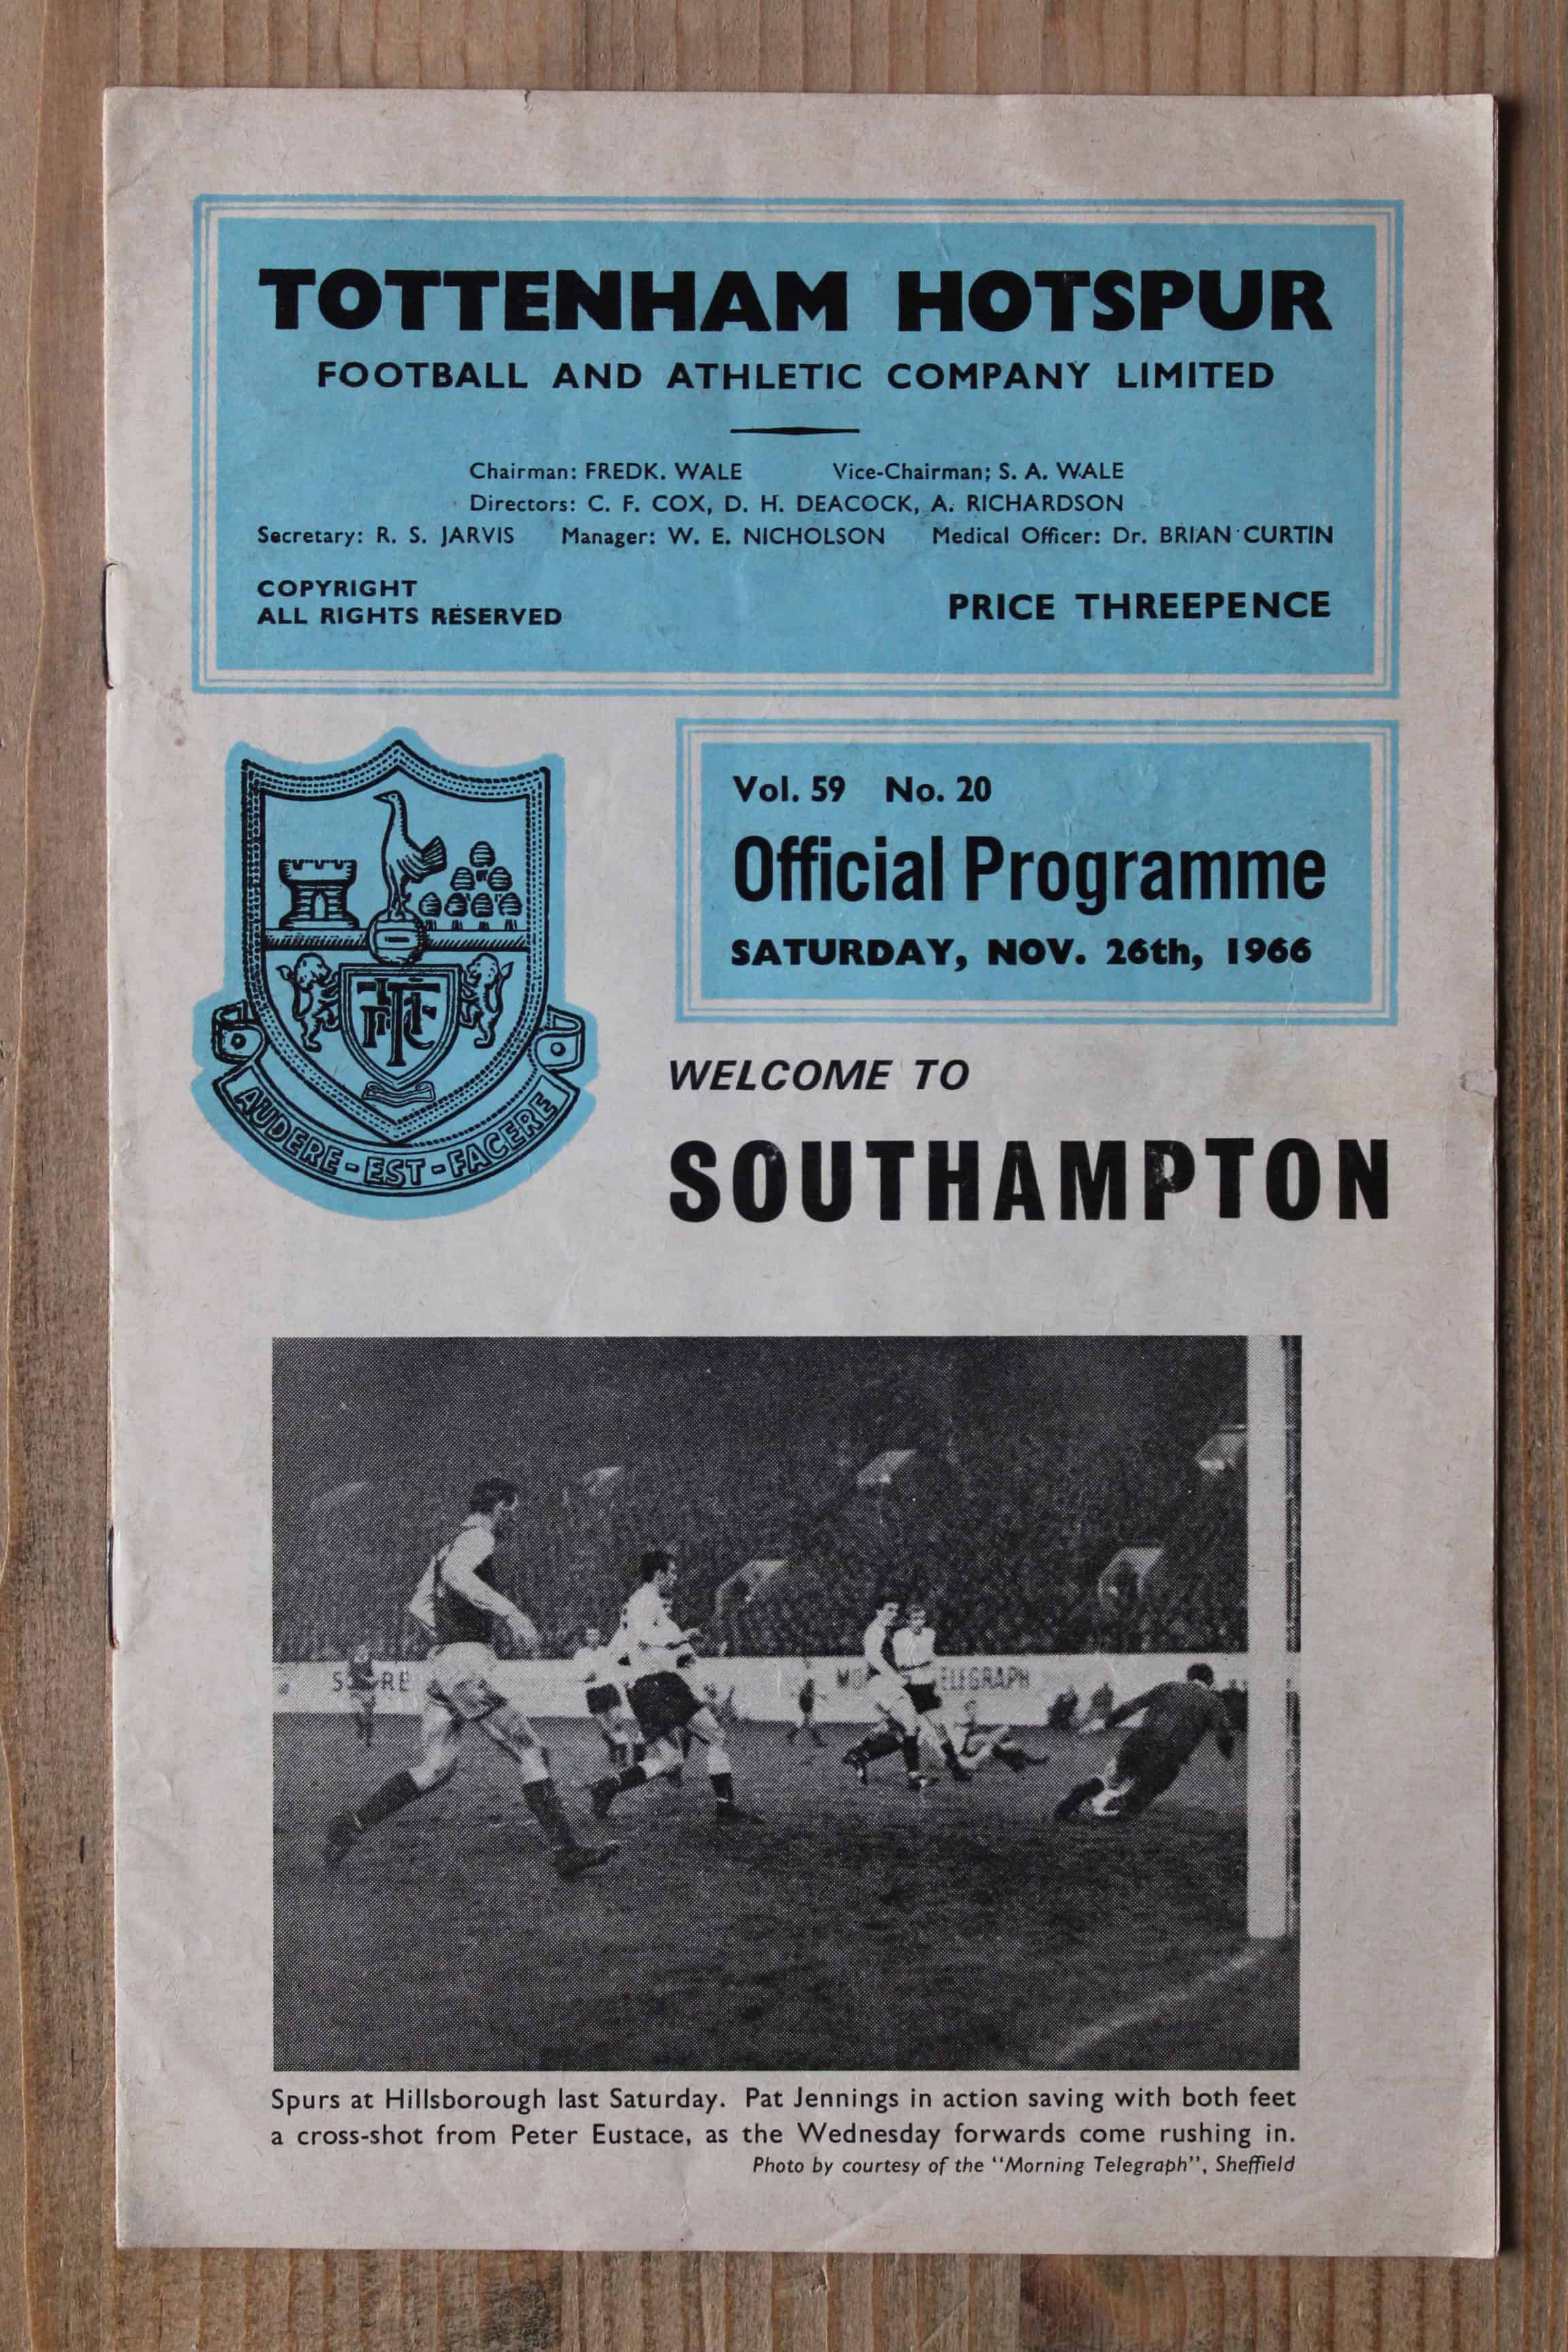 TOTTENHAM HOTSPUR
FOOTBALL AND ATHLETIC COMPANY LIMITED
Chairman: FREDK. WALE Vice-Chairman; S. A. WALE
Directors: C. F. COX, D. H. DEACOCK, A. RICHARDSON
Secretary: R. S. JARVIS Manager: W. E. NICHOLSON Medical Officer: Dr. BRIAN CURTIN
COPYRIGHT
ALL RIGHTS RESERVED
PRICE THREEPENCE
Vol. 59 No. 20
Official Programme
SATURDAY, NOV. 26th, 1966
AUDERE-EST-FACERE
WELCOME TO
SOUTHAMPTON
Spurs at Hillsborough last Saturday. Pat Jennings in action saving with both feet
a cross-shot from Peter Eustace, as the Wednesday forwards come rushing in.
Photo by courtesy of the "Morning Telegraph", Sheffield